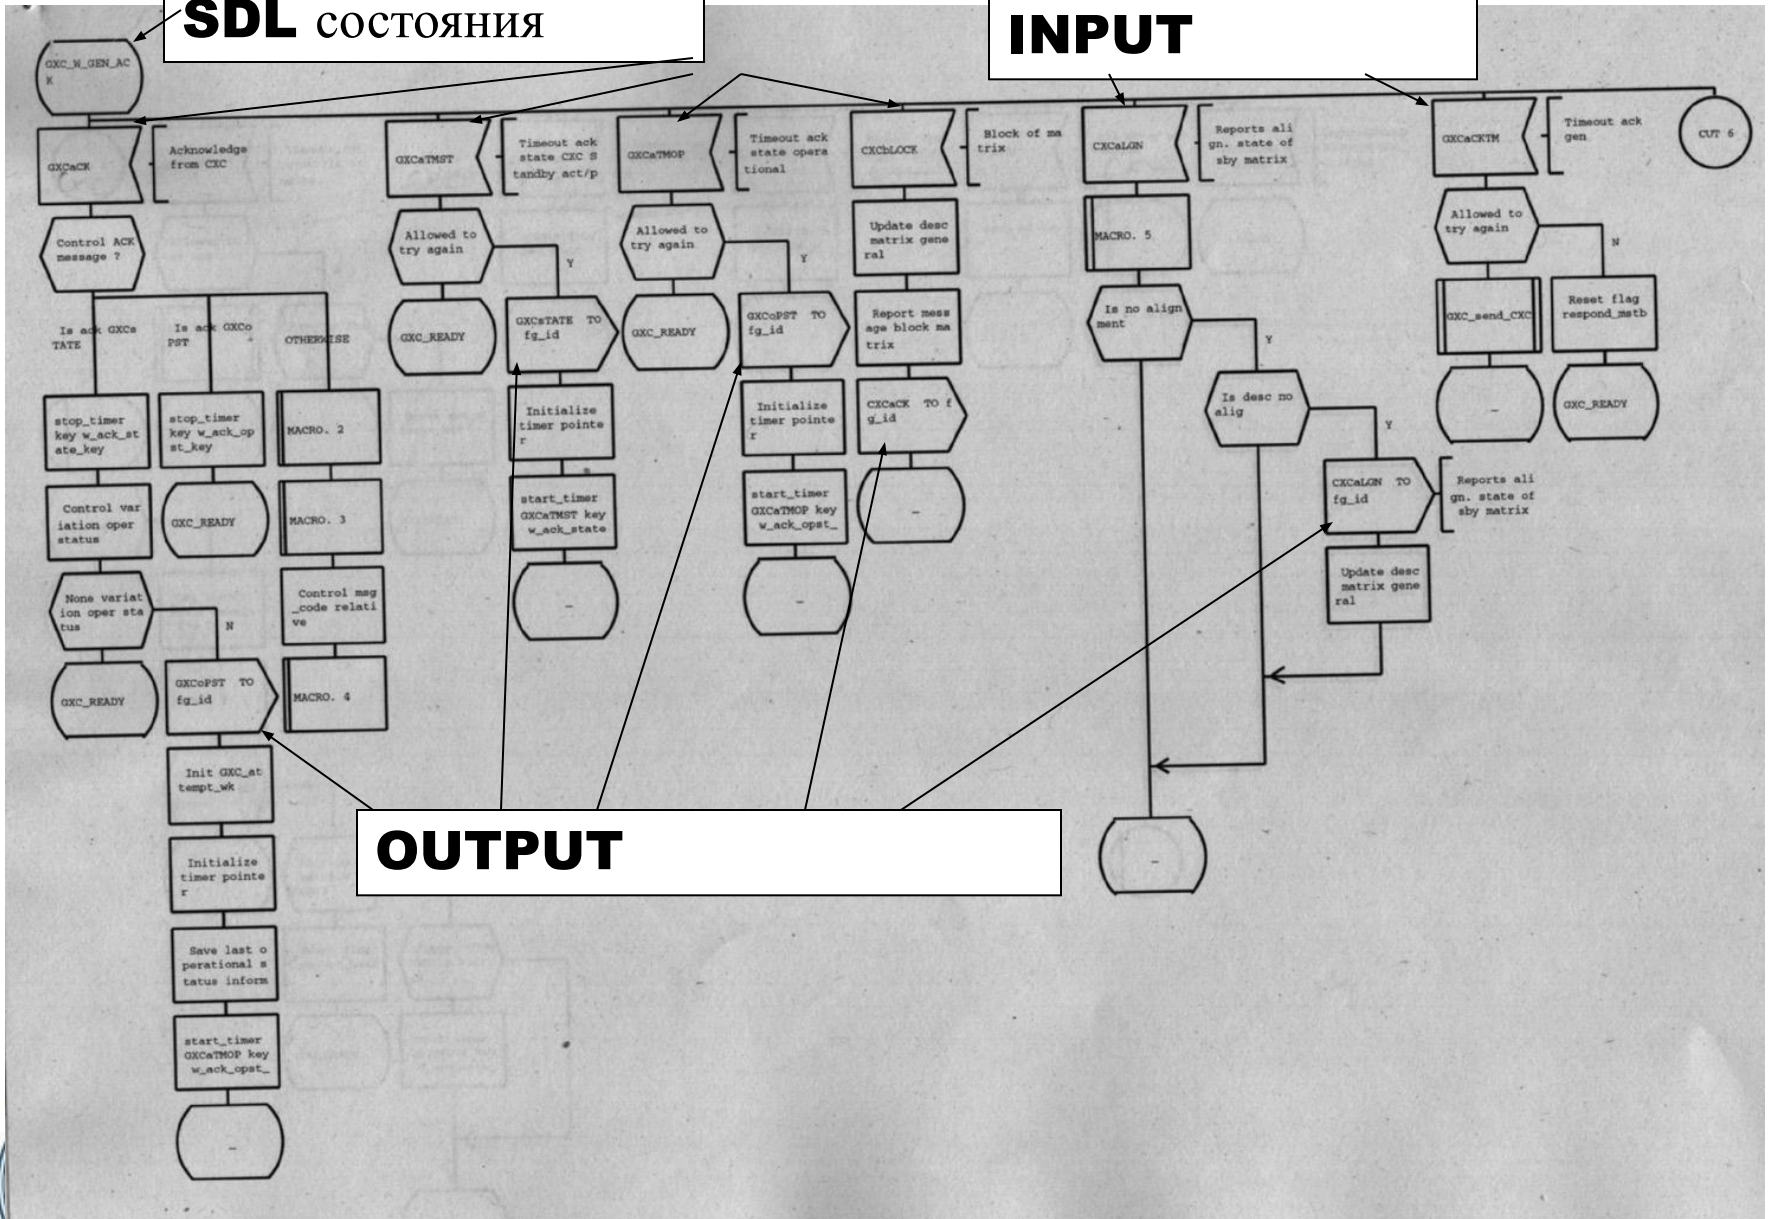 SDL состояния
INPUT
GXC_W_GEN_AC
K
GXCaCK
Acknowledge
from CXC
GXCaTMST
Timeout ack
state CXC S
tandby act/p
GXCaTMOP
Timeout ack
state opera
tional
CXCbLOCK
Block of ma
trix
CXCaLGN
Reports ali
gn. state of
sby matrix
GXCaCKTM
Timeout ack
gen
CUT 6
Control ACK
message ?
Is ack GXCs
TATE
Is ack GXCo
PST
OTHERWISE
stop_timer
key w_ack_st
ate_key
stop_timer
key w_ack_op
st_key
MACRO. 2
Control var
iation oper
status
GXC_READY
MACRO. 3
None variat
ion oper sta
tus
N
Control msg
_code relati
ve
GXC_READY
GXCoPST TO
fg_id
MACRO. 4
Init GXC_at
tempt_wk
Initialize
timer pointe
r
Save last o
perational s
tatus inform
start_timer
GXCaTMOP key
w_ack_opst_
–
Allowed to
try again
Y
GXC_READY
GXCsTATE TO
fg_id
Initialize
timer pointe
r
start_timer
GXCaTMST key
w_ack_state
–
Allowed to
try again
Y
GXC_READY
GXCoPST TO
fg_id
Initialize
timer pointe
r
start_timer
GXCaTMOP key
w_ack_opst_
–
Update desc
matrix gene
ral
Report mess
age block ma
trix
CXCaCK TO f
g_id
–
MACRO. 5
Is no align
ment
Y
Is desc no
alig
Y
CXCaLGN TO
fg_id
Reports ali
gn. state of
sby matrix
Update desc
matrix gene
ral
–
Allowed to
try again
N
GXC_send_CXC
Reset flag
respond_mstb
–
GXC_READY
OUTPUT